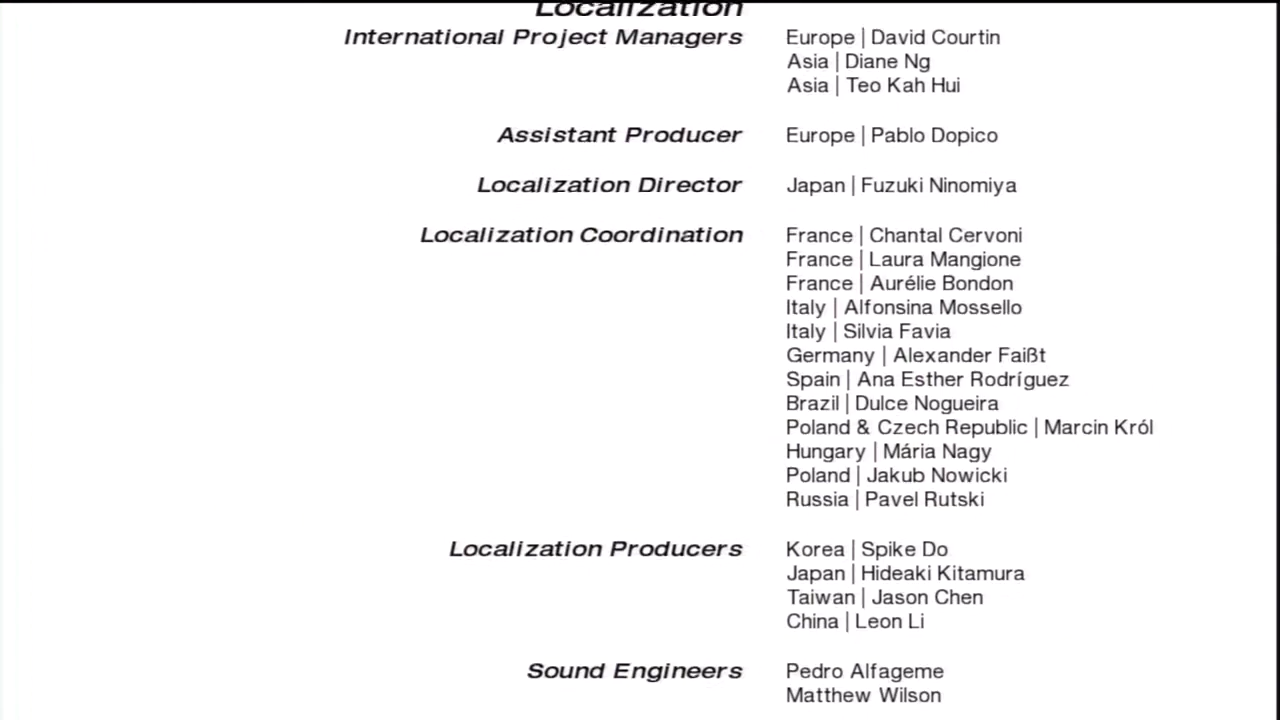 Localization
International Project Managers Europe | David Courtin
Asia | Diane Ng
Asia | Teo Kah Hui
Assistant Producer Europe | Pablo Dopico
Localization Director Japan | Fuzuki Ninomiya
Localization Coordination France | Chantal Cervoni
France | Laura Mangione
France | Aurélie Bondon
Italy | Alfonsina Mossello
Italy | Silvia Favia
Germany | Alexander Faißt
Spain | Ana Esther Rodríguez
Brazil | Dulce Nogueira
Poland & Czech Republic | Marcin Król
Hungary | Mária Nagy
Poland | Jakub Nowicki
Russia | Pavel Rutski
Localization Producers Korea | Spike Do
Japan | Hideaki Kitamura
Taiwan | Jason Chen
China | Leon Li
Sound Engineers Pedro Alfageme
Matthew Wilson